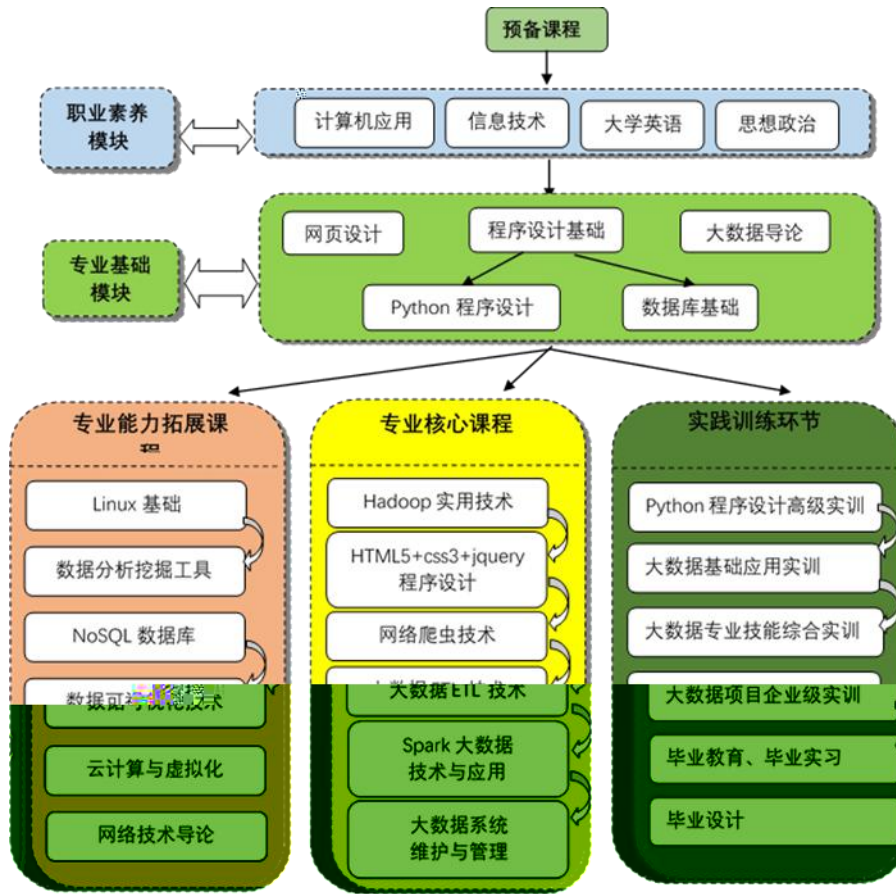 预备课程
职业素养
模块
计算机应用
信息技术
大学英语
思想政治
专业基础
模块
网页设计
程序设计基础
大数据导论
Python 程序设计
数据库基础
专业能力拓展课
程
Linux 基础
数据分析挖掘工具
NoSQL 数据库
数据可视化技术
云计算与虚拟化
网络技术导论
专业核心课程
Hadoop 实用技术
HTML5+css3+jquery
程序设计
网络爬虫技术
大数据 ETL 技术
Spark 大数据
技术与应用
大数据系统
维护与管理
实践训练环节
Python 程序设计高级实训
大数据基础应用实训
大数据专业技能综合实训
大数据项目企业级实训
毕业教育、毕业实习
毕业设计